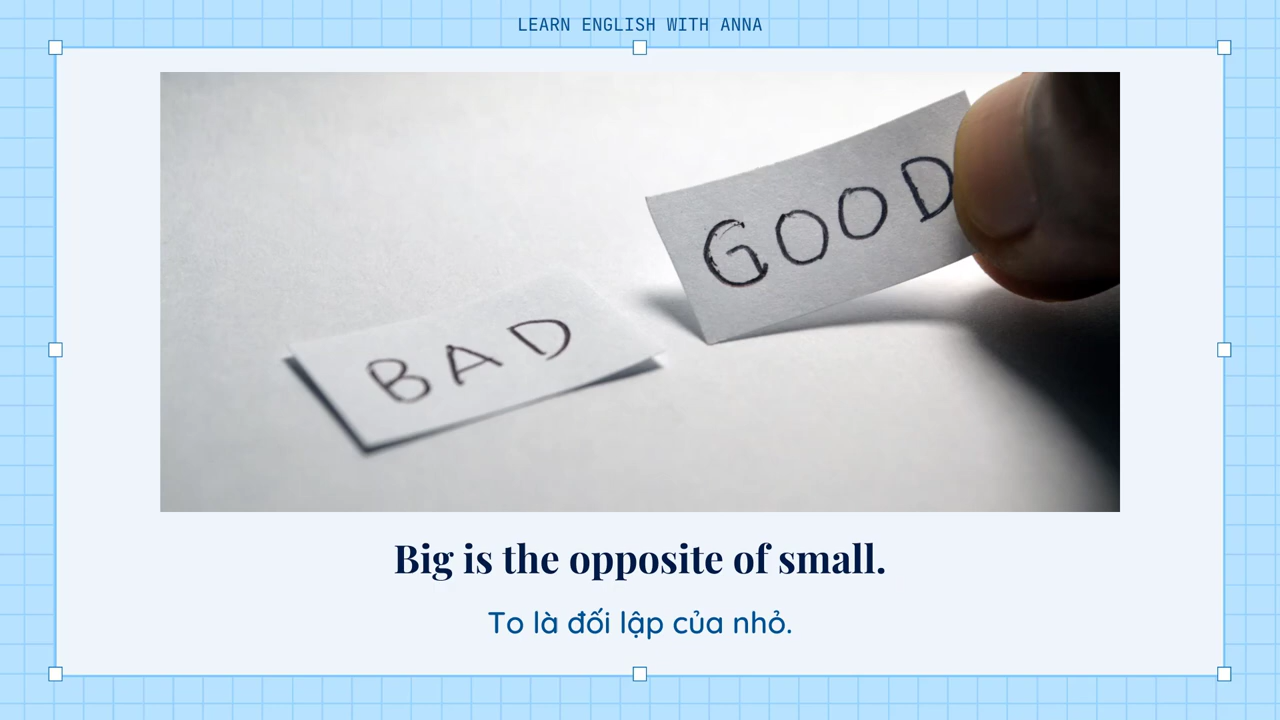 LEARN ENGLISH WITH ANNA
GOOD
BAD
Big is the opposite of small.
To là đối lập của nhỏ.